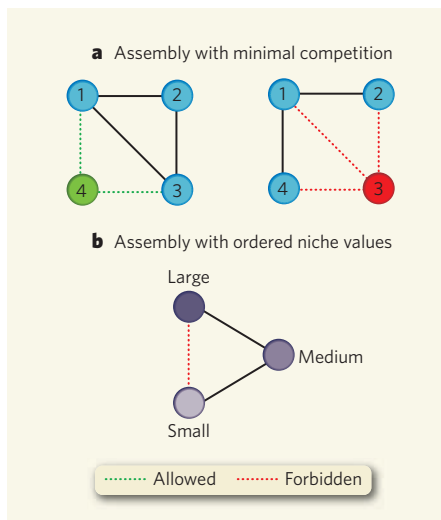 a Assembly with minimal competition
1 2 1 2
4 3 4 3
b Assembly with ordered niche values
Large
Medium
Small
Allowed Forbidden